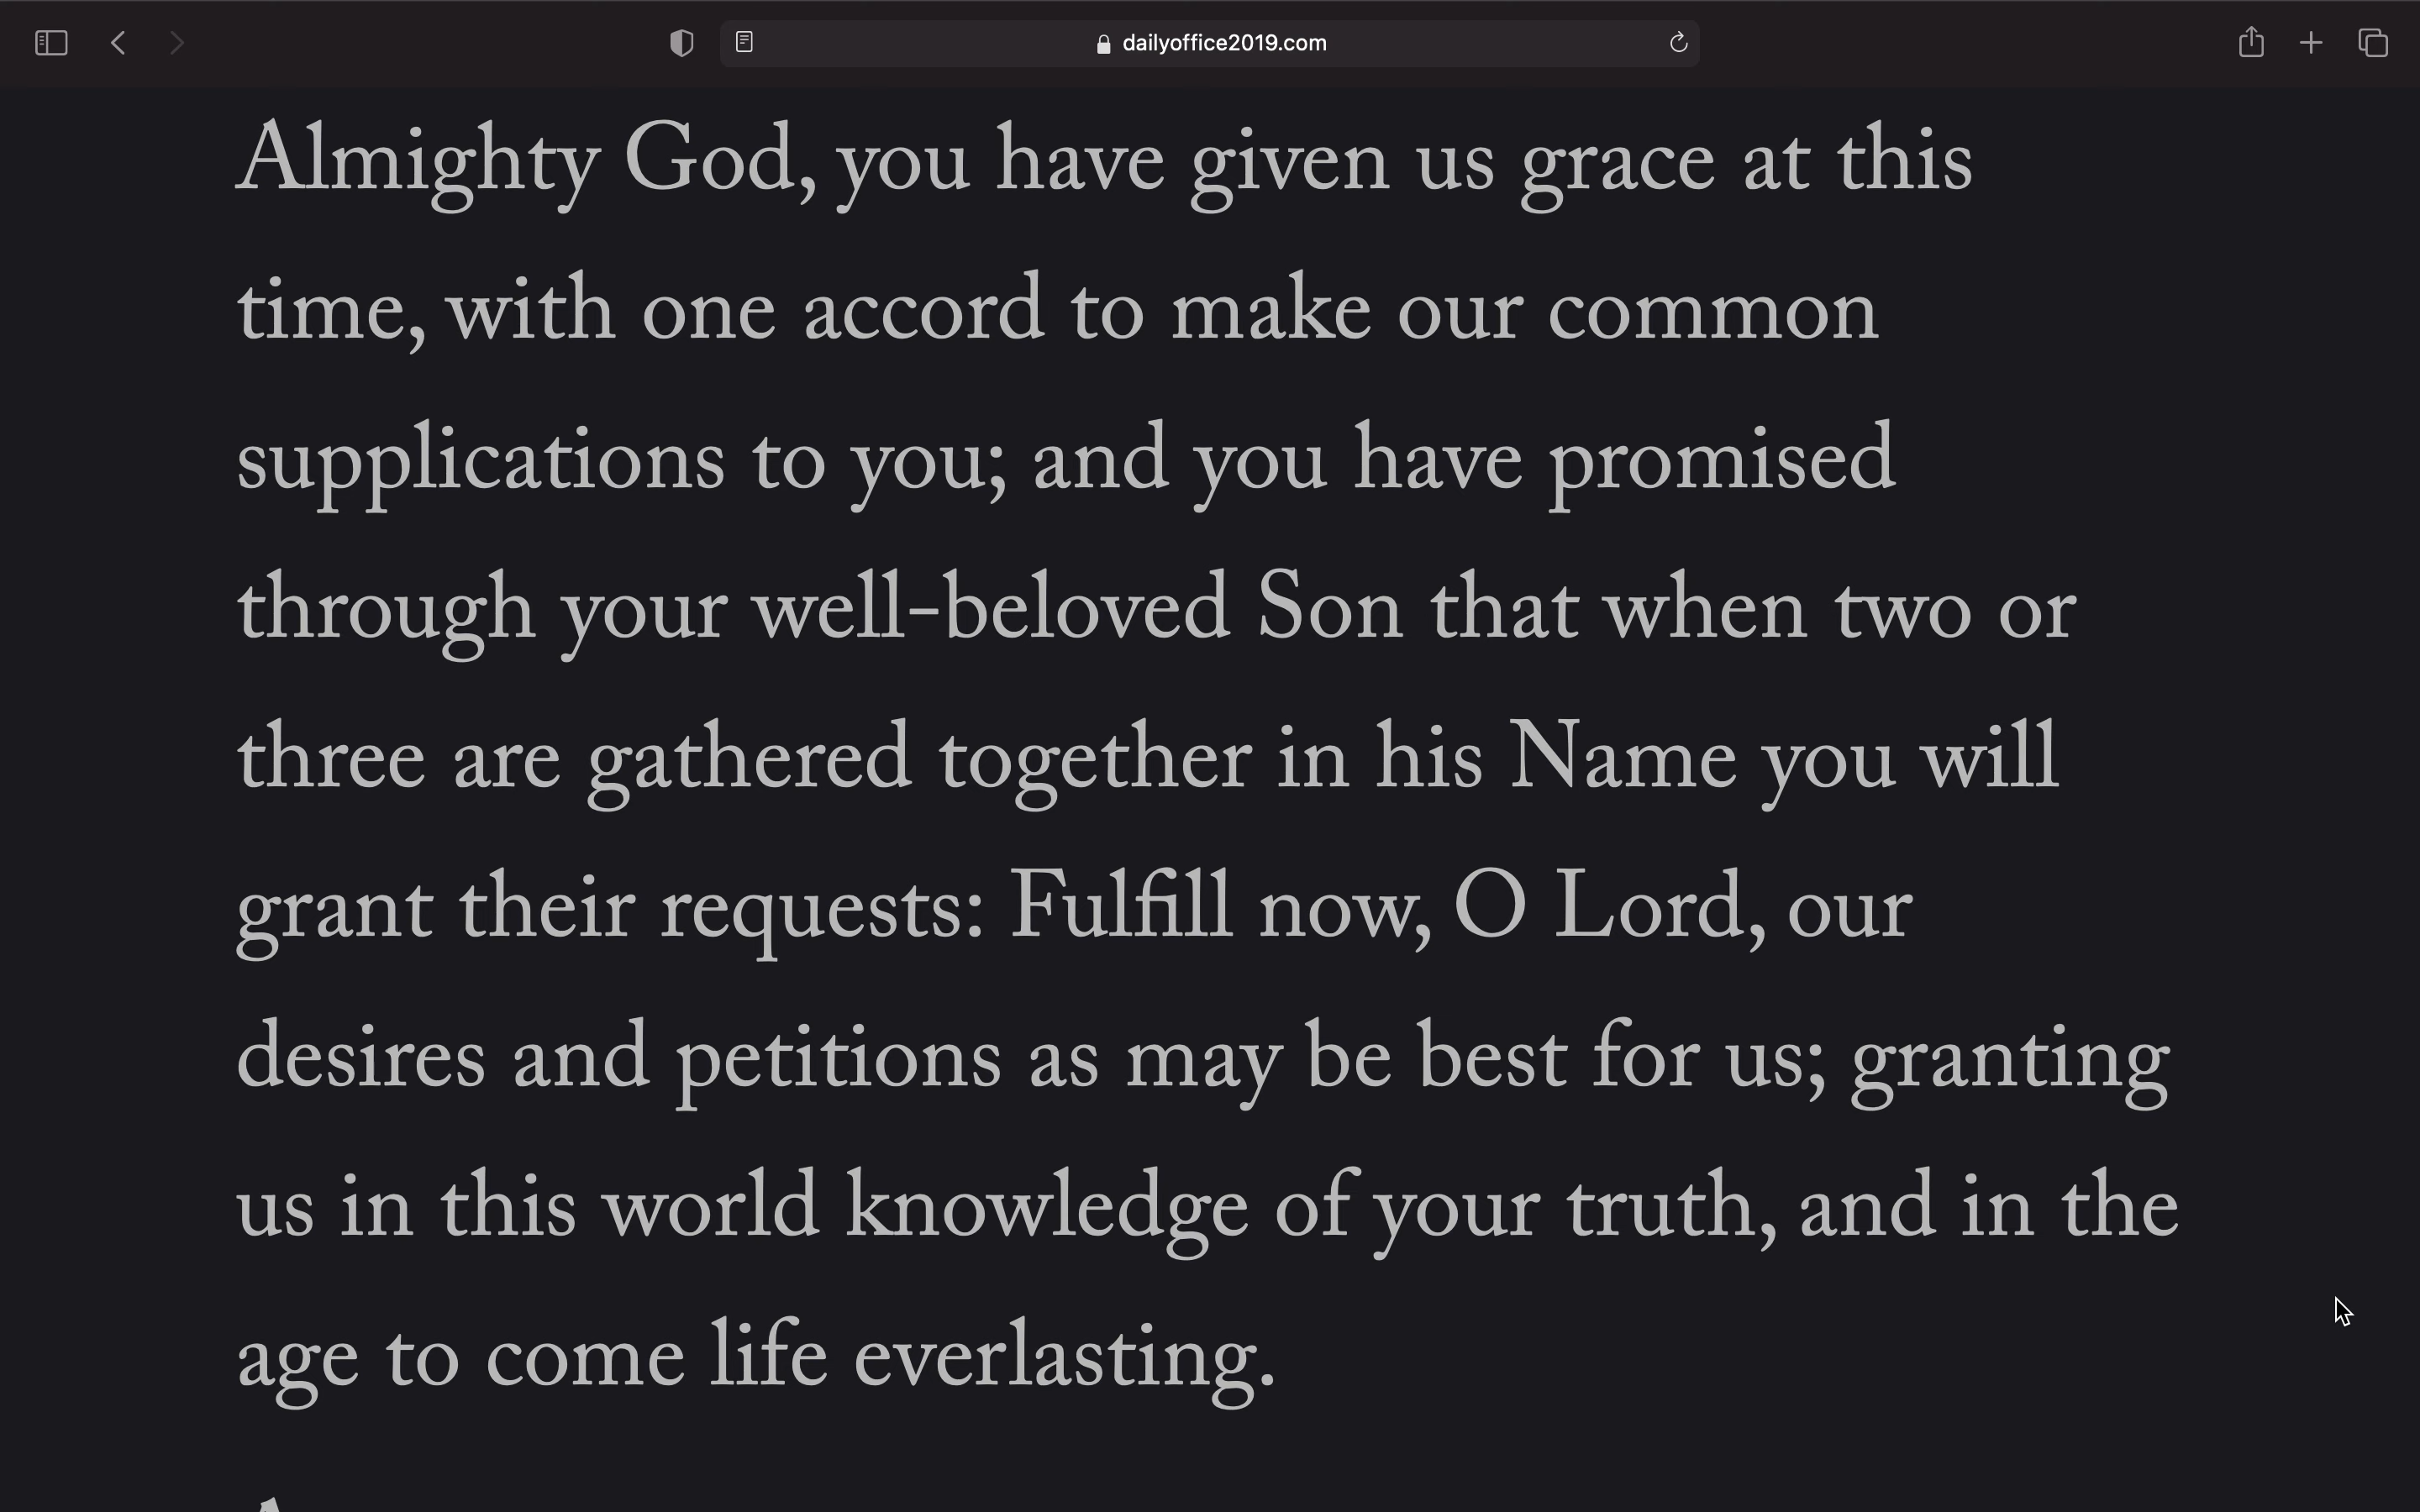 dailyoffice2019.com
Almighty God, you have given us grace at this
time, with one accord to make our common
supplications to you; and you have promised
through your well-beloved Son that when two or
three are gathered together in his Name you will
grant their requests: Fulfill now, O Lord, our
desires and petitions as may be best for us; granting
us in this world knowledge of your truth, and in the
age to come life everlasting.